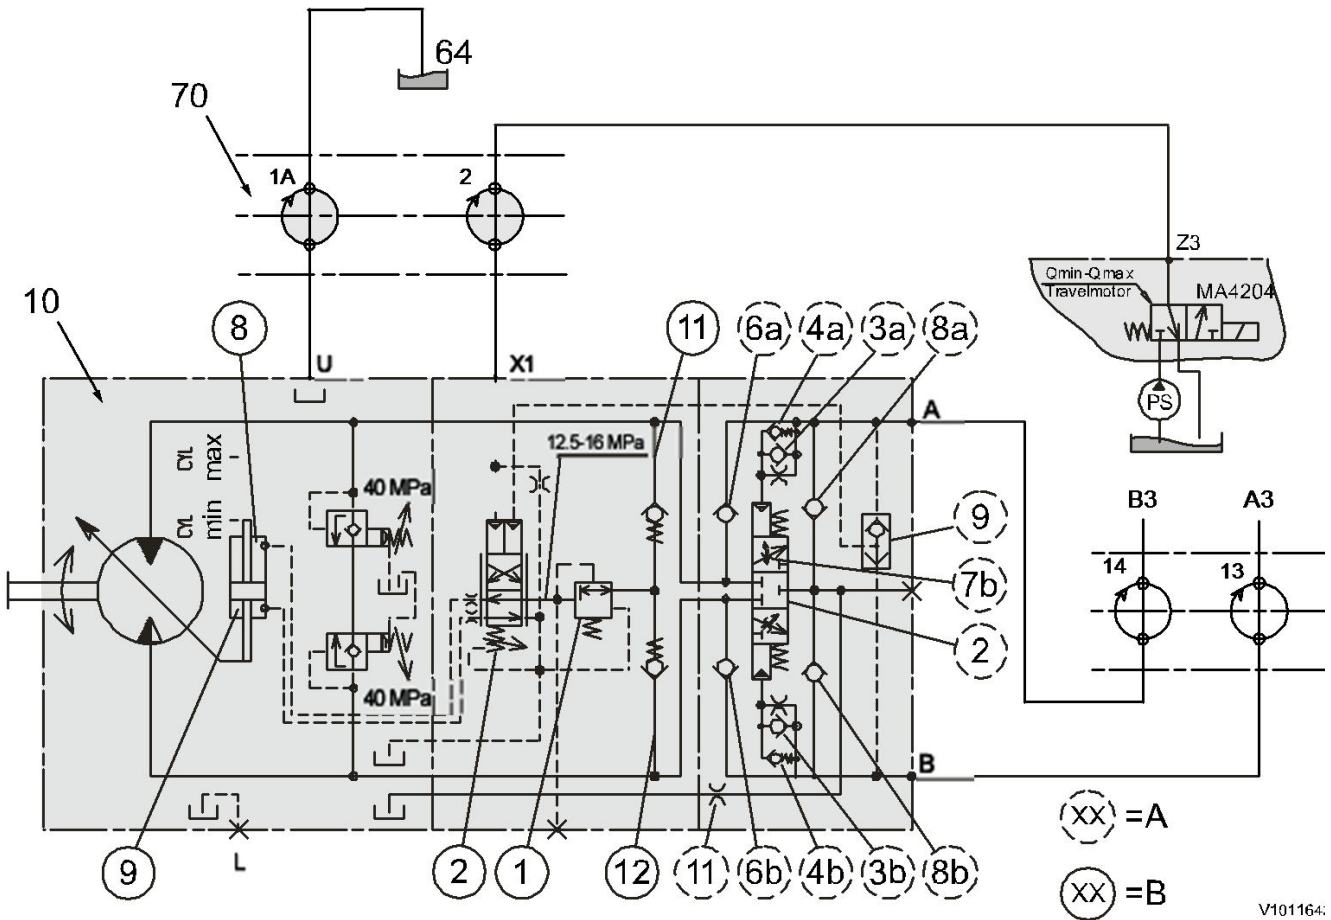 64
70
1A
2
Z3
Qmin-Qmax
Travelmotor
MA4204
PS
10
8
11
6a
4a
3a
8a
U
X1
A
12.5-16 MPa
CYL max
CYL min
40 MPa
9
7b
2
B3
A3
14
13
40 MPa
B
L
9
2
1
12
11
6b
4b
3b
8b
XX =A
XX =B